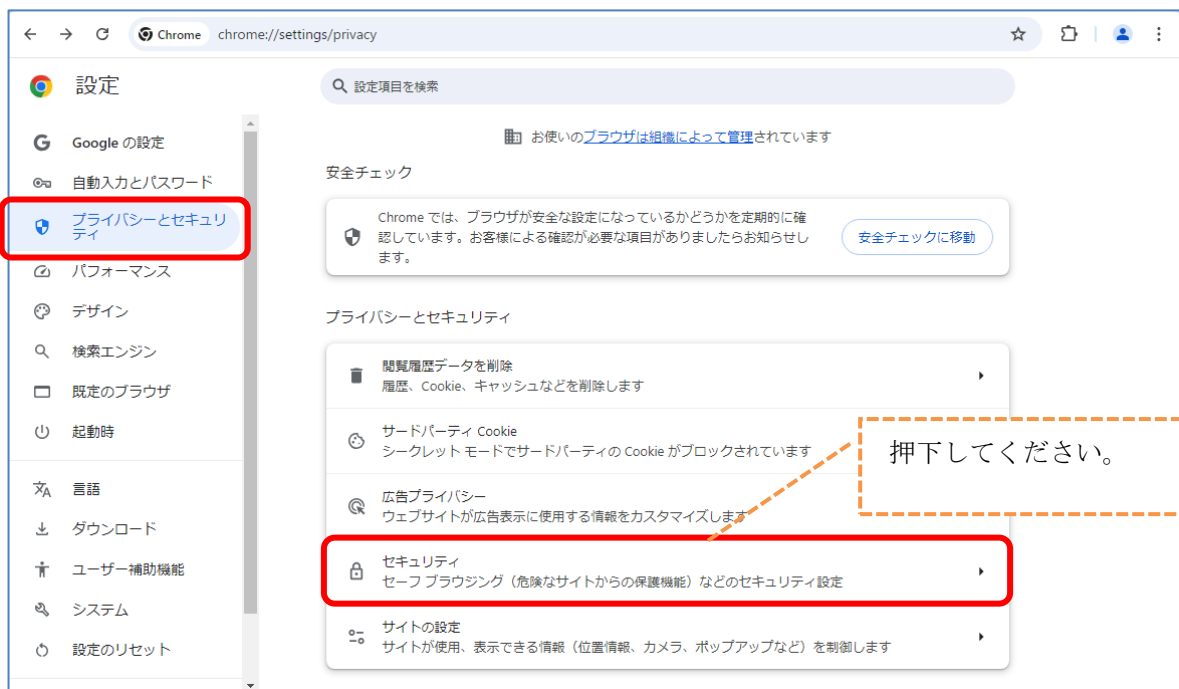 Chrome chrome://settings/privacy
設定
設定項目を検索
Google の設定
自動入力とパスワード
プライバシーとセキュリ
ティ
パフォーマンス
デザイン
検索エンジン
既定のブラウザ
起動時
言語
ダウンロード
ユーザー補助機能
システム
設定のリセット
お使いのブラウザは組織によって管理されています
安全チェック
Chrome では、ブラウザが安全な設定になっているかどうかを定期的に確
認しています。お客様による確認が必要な項目がありましたらお知らせし
ます。
安全チェックに移動
プライバシーとセキュリティ
閲覧履歴データを削除
履歴、Cookie、キャッシュなどを削除します
サードパーティ Cookie
シークレット モードでサードパーティの Cookie がブロックされています
広告プライバシー
ウェブサイトが広告表示に使用する情報をカスタマイズします
押下してください。
セキュリティ
セーフ ブラウジング（危険なサイトからの保護機能）などのセキュリティ設定
サイトの設定
サイトが使用、表示できる情報（位置情報、カメラ、ポップアップなど）を制御します